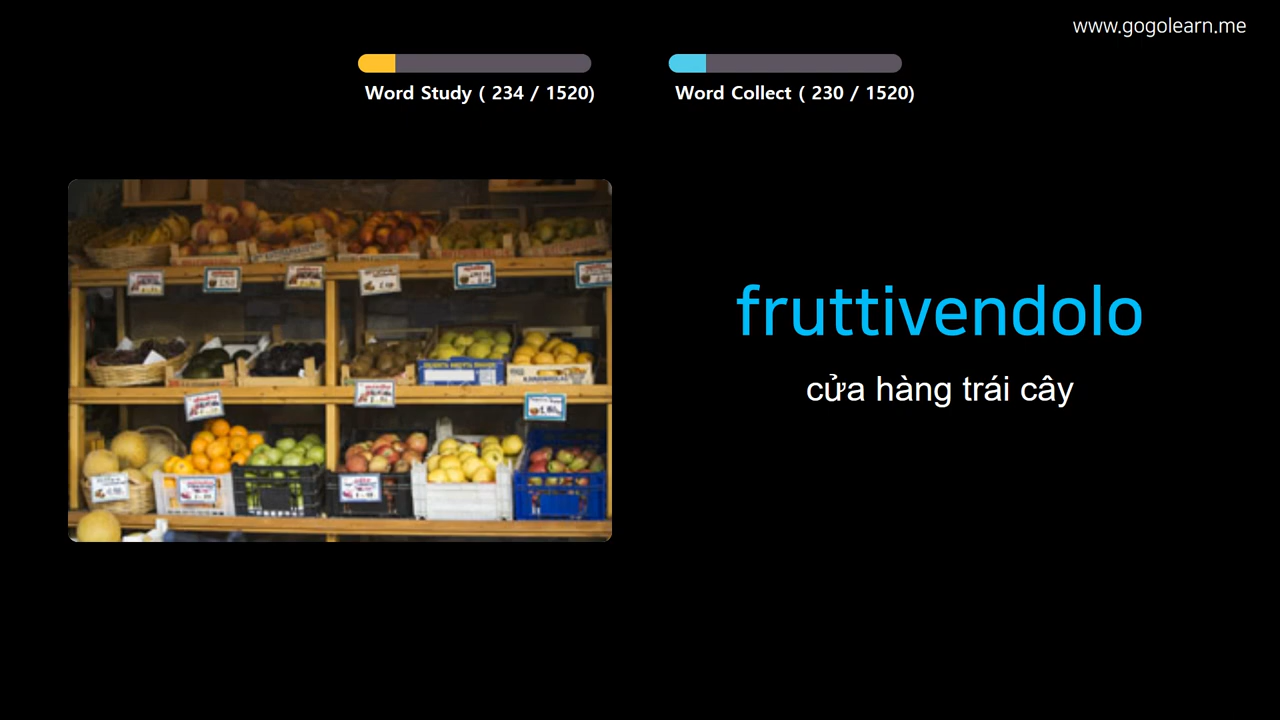 www.gogolearn.me
Word Study ( 234 / 1520)
Word Collect ( 230 / 1520)
fruttivendolo
cửa hàng trái cây